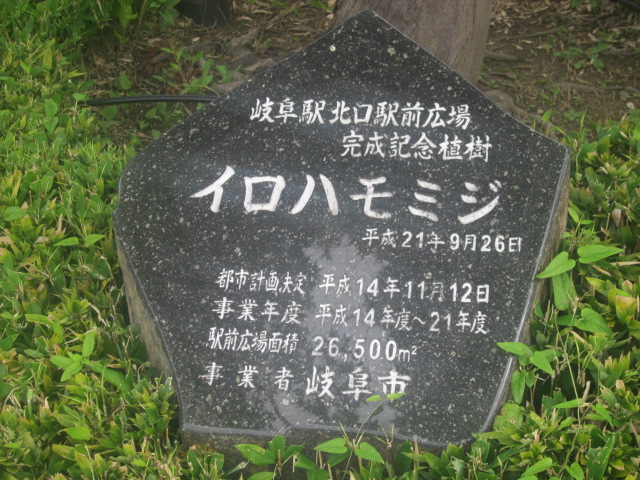 岐阜駅北口駅前広場
完成記念植樹
イロハモミジ
平成21年9月26日
都市計画決定 平成14年11月12日
事業年度 平成14年度～21年度
駅前広場面積 26,500m²
事業者 岐阜市